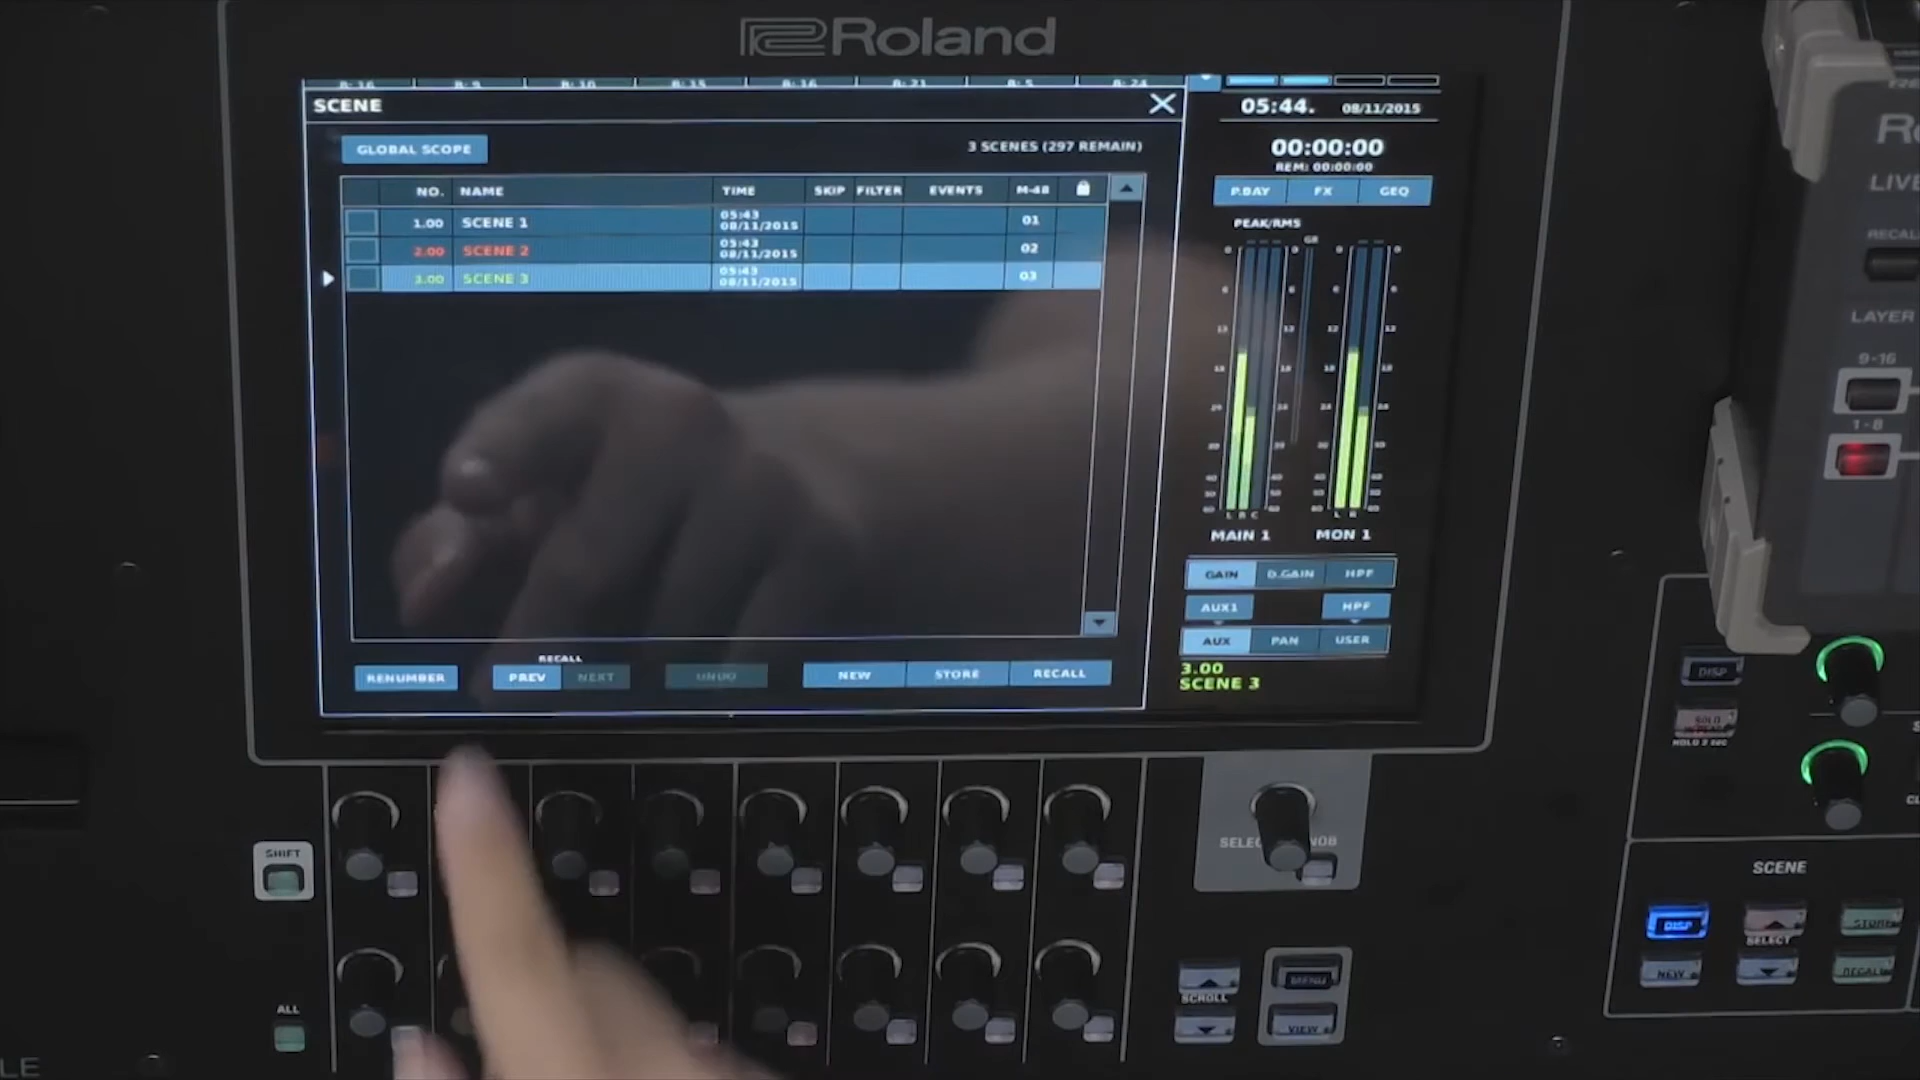 Roland
SCENE
GLOBAL SCOPE
3 SCENES (297 REMAIN)
NO. NAME TIME SKIP FILTER EVENTS M-48
1.00 SCENE 1 05:43 08/11/2015 01
2.00 SCENE 2 05:43 08/11/2015 02
3.00 SCENE 3 05:43 08/11/2015 03
RECALL
RENUMBER PREV NEXT UNDO NEW STORE RECALL
05:44. 08/11/2015
00:00:00
REM: 00:00:00
P.BAY FX GEQ
PEAK/RMS
GR
MAIN 1 MON 1
GAIN D.GAIN HPF
AUX1 HPF
AUX PAN USER
3.00
SCENE 3
LIVE
LAYER
9-16
1-8
DISP
SOLO
SHIFT
ALL
SCROLL
MENU
VIEW
SCENE
DISP SELECT STORE
NEW RECALL
LE